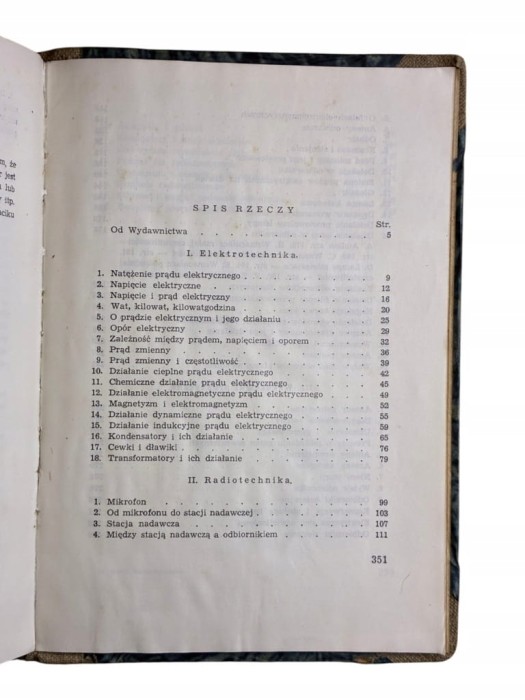 m, że
r jest
i lub
itp.
ociku
SPIS RZECZY
Str.
Od Wydawnictwa . . . . . . . . . . . 5
I. Elektrotechnika.
1. Natężenie prądu elektrycznego . . . . . . . . 9
2. Napięcie elektryczne . . . . . . . . . . 12
3. Napięcie i prąd elektryczny . . . . . . . . 16
4. Wat, kilowat, kilowatgodzina . . . . . . . . 20
5. O prądzie elektrycznym i jego działaniu . . . . . . 25
6. Opór elektryczny . . . . . . . . . . 29
7. Zależność między prądem, napięciem i oporem . . . . 32
8. Prąd zmienny . . . . . . . . . . . 36
9. Prąd zmienny i częstotliwość . . . . . . . . 39
10. Działanie cieplne prądu elektrycznego . . . . . . 42
11. Chemiczne działanie prądu elektrycznego . . . . . 45
12. Działanie elektromagnetyczne prądu elektrycznego . . . 49
13. Magnetyzm i elektromagnetyzm . . . . . . . 52
14. Działanie dynamiczne prądu elektrycznego . . . . . 55
15. Działanie indukcyjne prądu elektrycznego . . . . . 59
16. Kondensatory i ich działanie . . . . . . . . 65
17. Cewki i dławiki . . . . . . . . . . . 76
18. Transformatory i ich działanie . . . . . . . 79
II. Radiotechnika.
1. Mikrofon . . . . . . . . . . . . 99
2. Od mikrofonu do stacji nadawczej . . . . . . . 103
3. Stacja nadawcza . . . . . . . . . . 107
4. Między stacją nadawczą a odbiornikiem . . . . . . 111
351